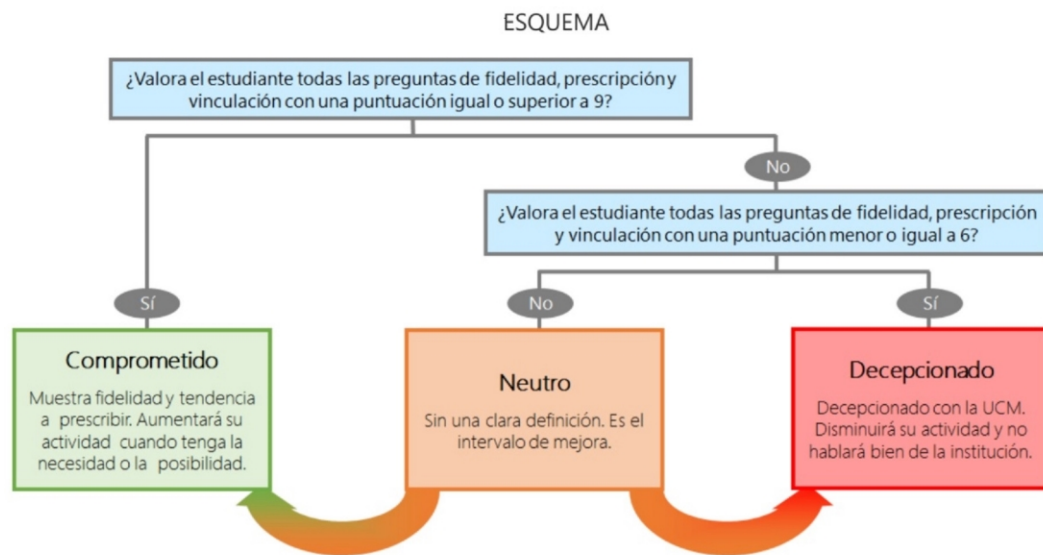 ESQUEMA
¿Valora el estudiante todas las preguntas de fidelidad, prescripción y
vinculación con una puntuación igual o superior a 9?
No
¿Valora el estudiante todas las preguntas de fidelidad, prescripción
y vinculación con una puntuación menor o igual a 6?
Sí
No
Sí
Comprometido
Muestra fidelidad y tendencia
a prescribir. Aumentará su
actividad cuando tenga la
necesidad o la posibilidad.
Neutro
Sin una clara definición. Es el
intervalo de mejora.
Decepcionado
Decepcionado con la UCM.
Disminuirá su actividad y no
hablará bien de la institución.